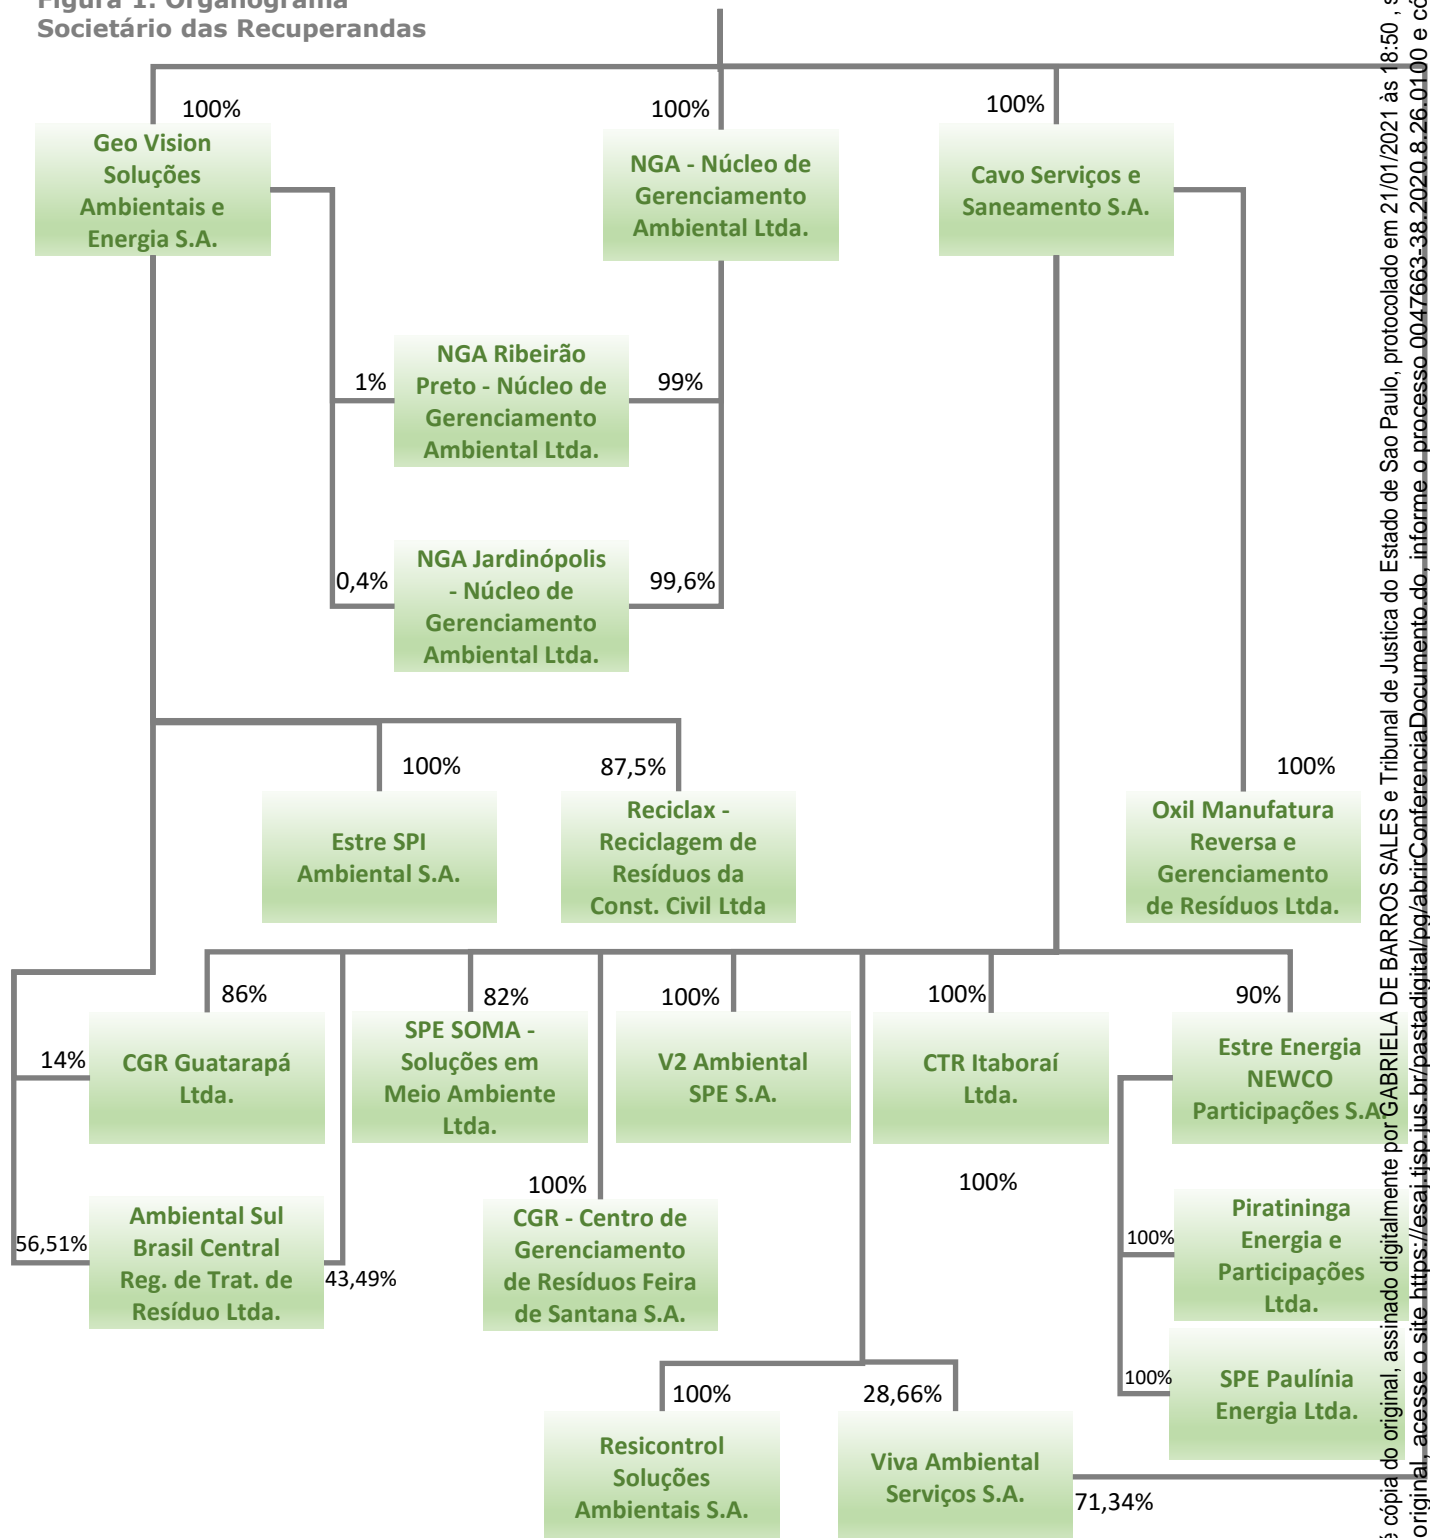 Figura 1: Organograma
Societário das Recuperandas
100%
100%
100%
Geo Vision
Soluções
Ambientais e
Energia S.A.
NGA - Núcleo de
Gerenciamento
Ambiental Ltda.
Cavo Serviços e
Saneamento S.A.
1%
NGA Ribeirão
Preto - Núcleo de
Gerenciamento
Ambiental Ltda.
99%
0,4%
NGA Jardinópolis
- Núcleo de
Gerenciamento
Ambiental Ltda.
99,6%
100%
87,5%
100%
Estre SPI
Ambiental S.A.
Reciclax -
Reciclagem de
Resíduos da
Const. Civil Ltda
Oxil Manufatura
Reversa e
Gerenciamento
de Resíduos Ltda.
86%
82%
100%
100%
90%
14%
CGR Guatarapá
Ltda.
SPE SOMA -
Soluções em
Meio Ambiente
Ltda.
V2 Ambiental
SPE S.A.
CTR Itaboraí
Ltda.
Estre Energia
NEWCO
Participações S.A.
100%
100%
56,51%
Ambiental Sul
Brasil Central
Reg. de Trat. de
Resíduo Ltda.
43,49%
CGR - Centro de
Gerenciamento
de Resíduos Feira
de Santana S.A.
100%
Piratininga
Energia e
Participações
Ltda.
100%
SPE Paulínia
Energia Ltda.
100%
28,66%
Resicontrol
Soluções
Ambientais S.A.
Viva Ambiental
Serviços S.A.
71,34%
é cópia do original, assinado digitalmente por GABRIELA DE BARROS SALES e Tribunal de Justica do Estado de Sao Paulo, protocolado em 21/01/2021 às 18:50 ,
original, acesse o site https://esaj.tjsp.jus.br/pastadigital/pg/abrirConferenciaDocumento.do, informe o processo 0047663-38.2020.8.26.0100 e